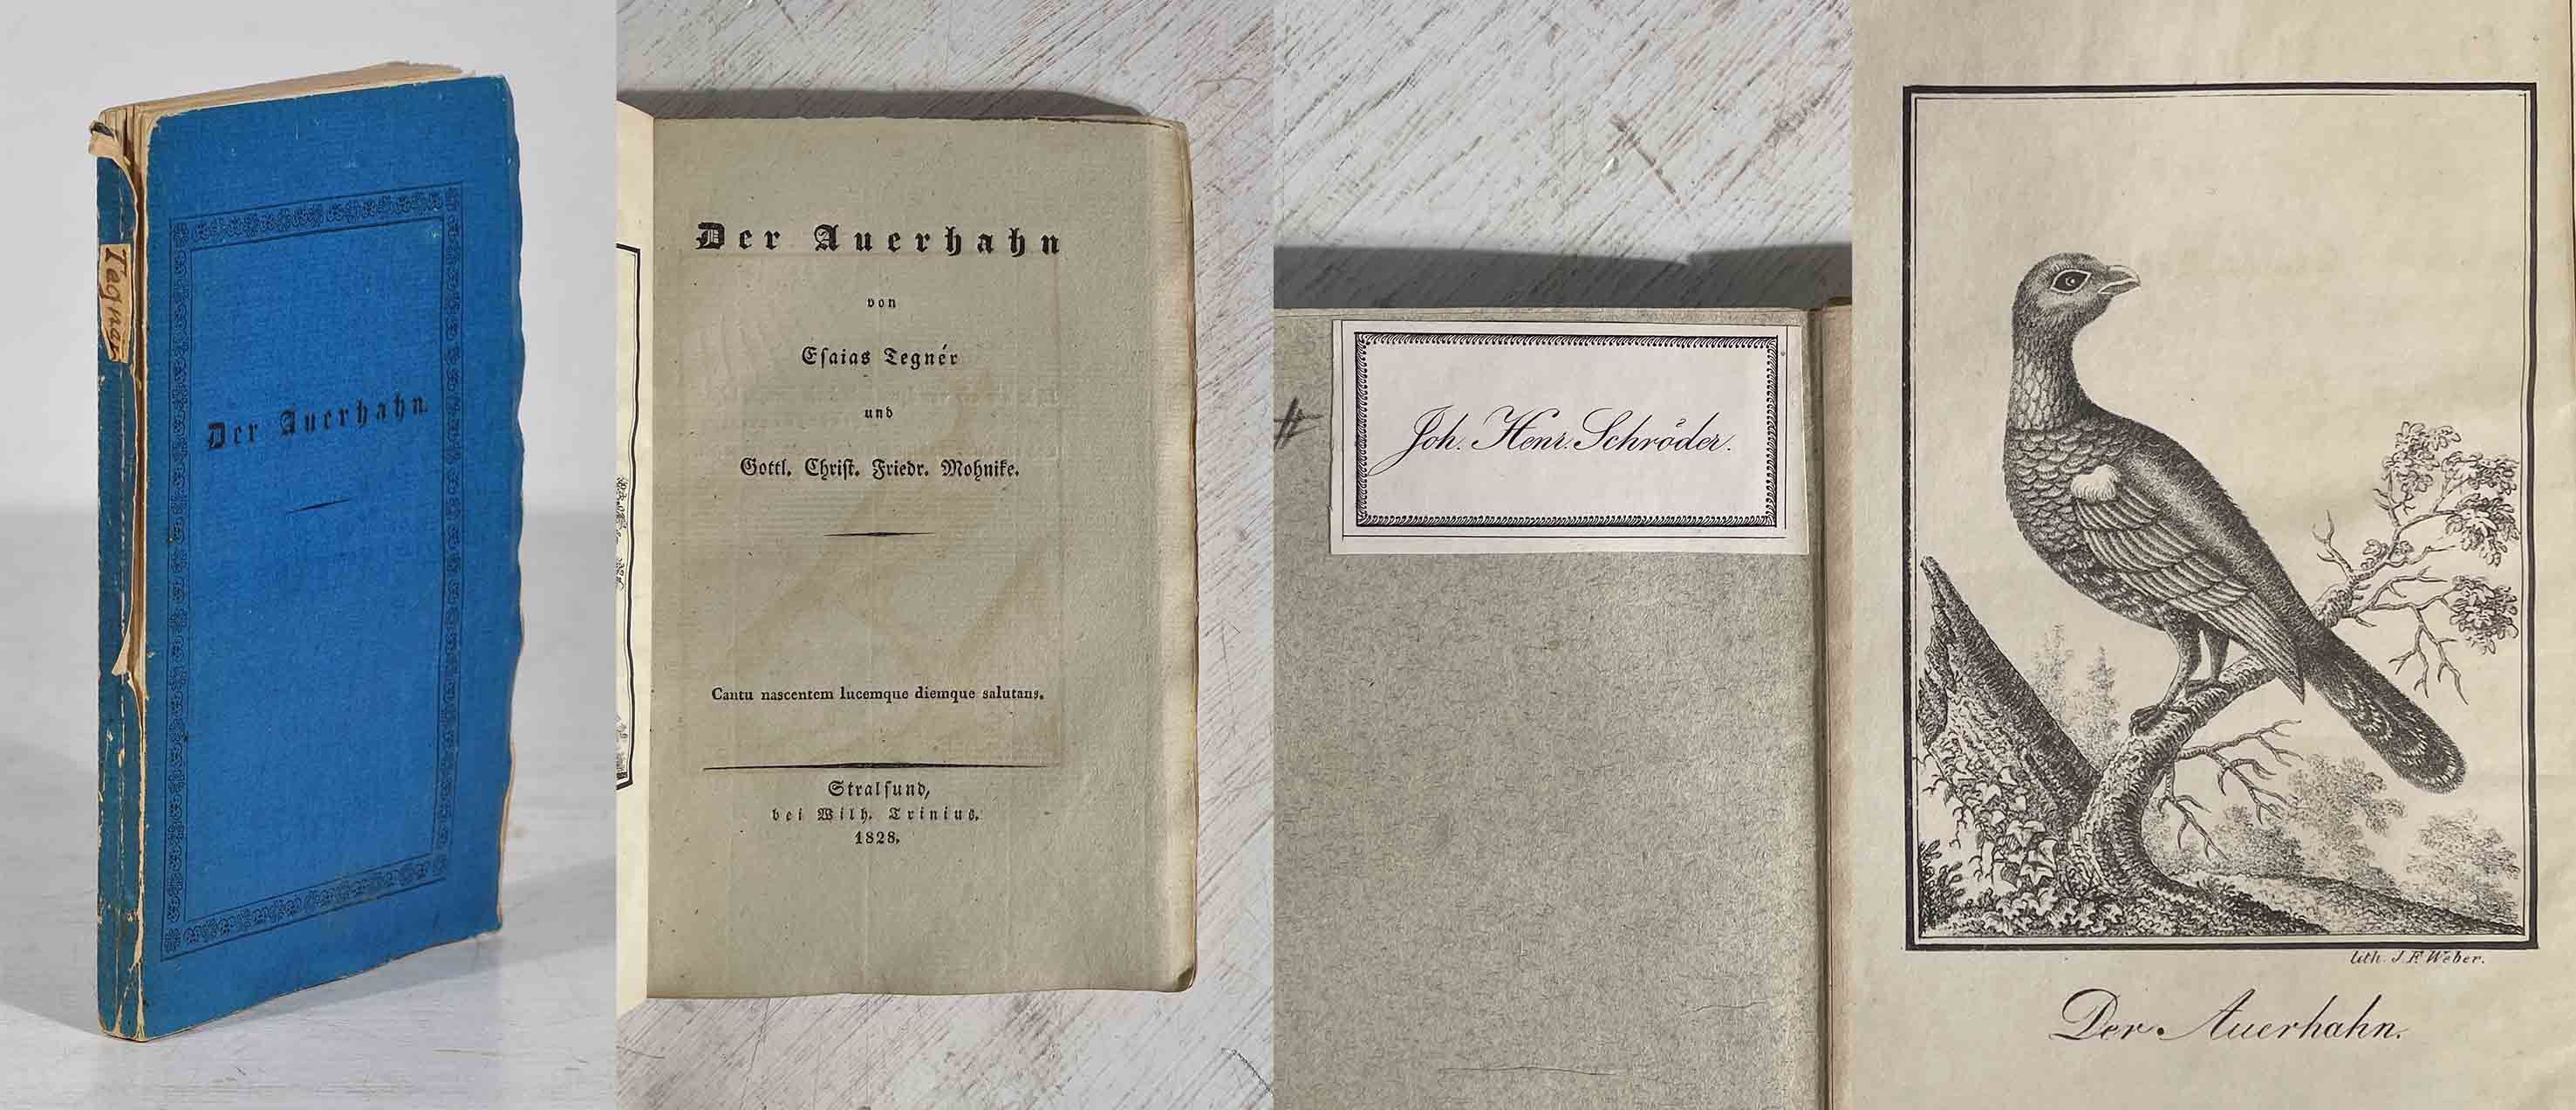 Tegnér
Der Auerhahn.
Der Auerhahn
von
Eſaias Tegnér
und
Gottl. Chriſt. Friedr. Mohnike.
Cantu nascentem lucemque diemque salutans.
Stralſund,
bei Wilh. Trinius.
1828.
#
Joh. Henr. Schröder.
lith. J. F. Weber.
Der Auerhahn.